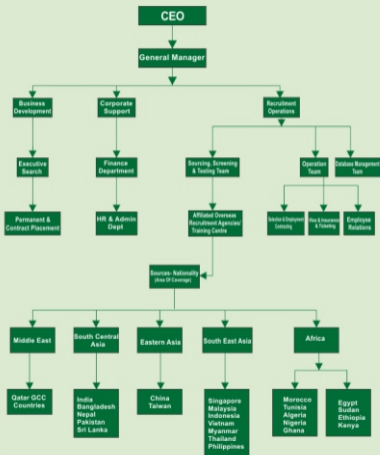 CEO
General Manager
Business
Development
Corporate
Support
Recruitment
Operations
Executive
Search
Finance
Department
Sourcing, Screening
& Testing Team
Operation
Team
Database Management
Team
Permanent &
Contract Placement
HR & Admin
Dept
Affiliated Overseas
Recruitment Agencies/
Training Centre
Selection & Employment
Contracting
Visa & Insurance
& Ticketing
Employe
Relations
Sources- Nationality
(Area Of Coverage)
Middle East
South Central
Asia
Eastern Asia
South East Asia
Africa
Qatar GCC
Countries
India
Bangladesh
Nepal
Pakistan
Sri Lanka
China
Taiwan
Singapore
Malaysia
Indonesia
Vietnam
Myanmar
Thailand
Philippines
Morocco
Tunisia
Algeria
Nigeria
Ghana
Egypt
Sudan
Ethiopia
Kenya